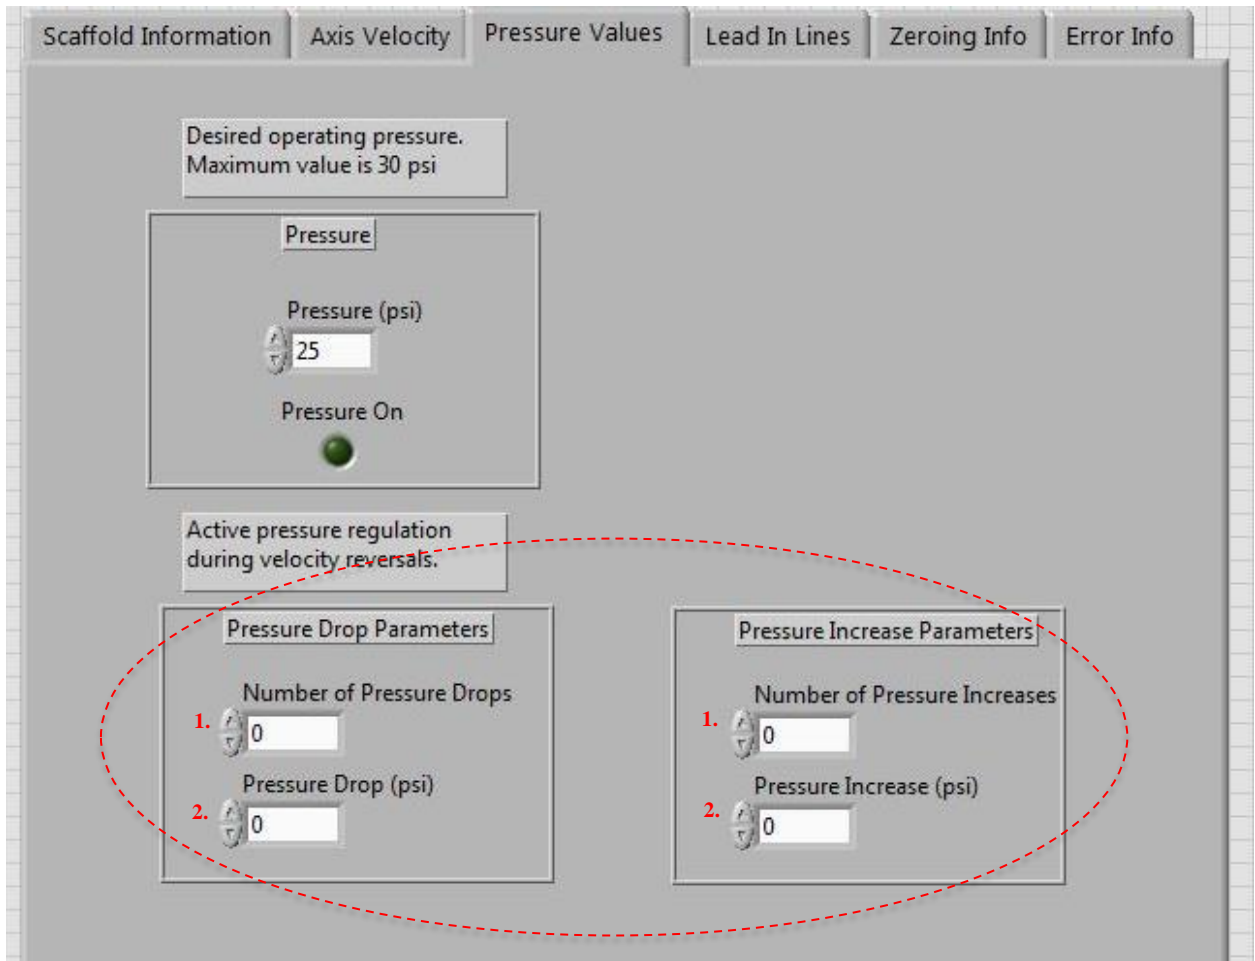 Scaffold Information
Axis Velocity
Pressure Values
Lead In Lines
Zeroing Info
Error Info
Desired operating pressure.
Maximum value is 30 psi
Pressure
Pressure (psi)
25
Pressure On
Active pressure regulation
during velocity reversals.
Pressure Drop Parameters
Number of Pressure Drops
1. 0
Pressure Drop (psi)
2. 0
Pressure Increase Parameters
Number of Pressure Increases
1. 0
Pressure Increase (psi)
2. 0